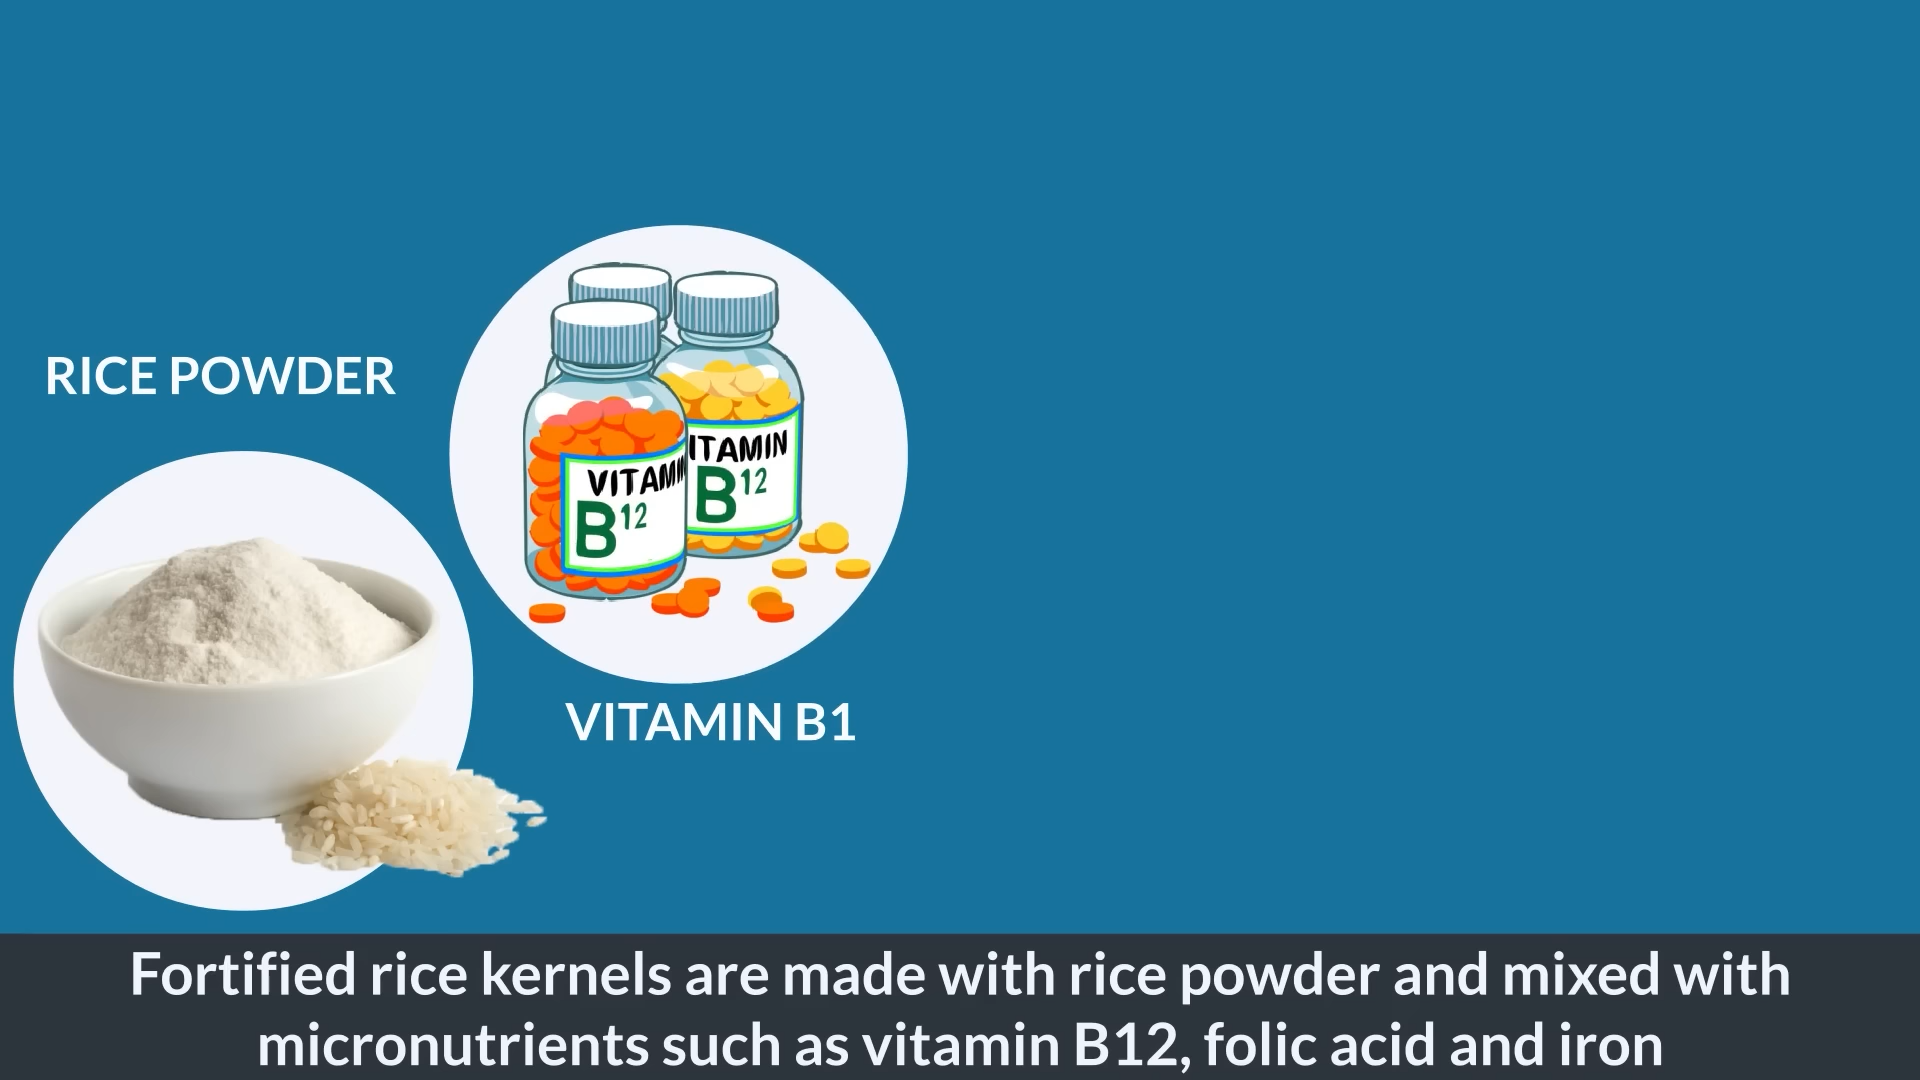 RICE POWDER
VITAMIN
B12
ITAMIN
B12
VITAMIN B1
Fortified rice kernels are made with rice powder and mixed with
micronutrients such as vitamin B12, folic acid and iron